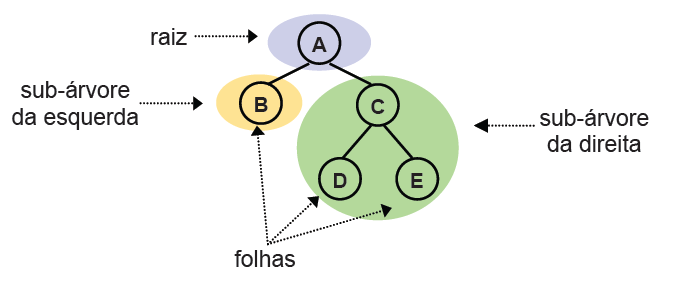 raiz
A
sub-árvore
da esquerda
B
C
sub-árvore
da direita
D
E
folhas